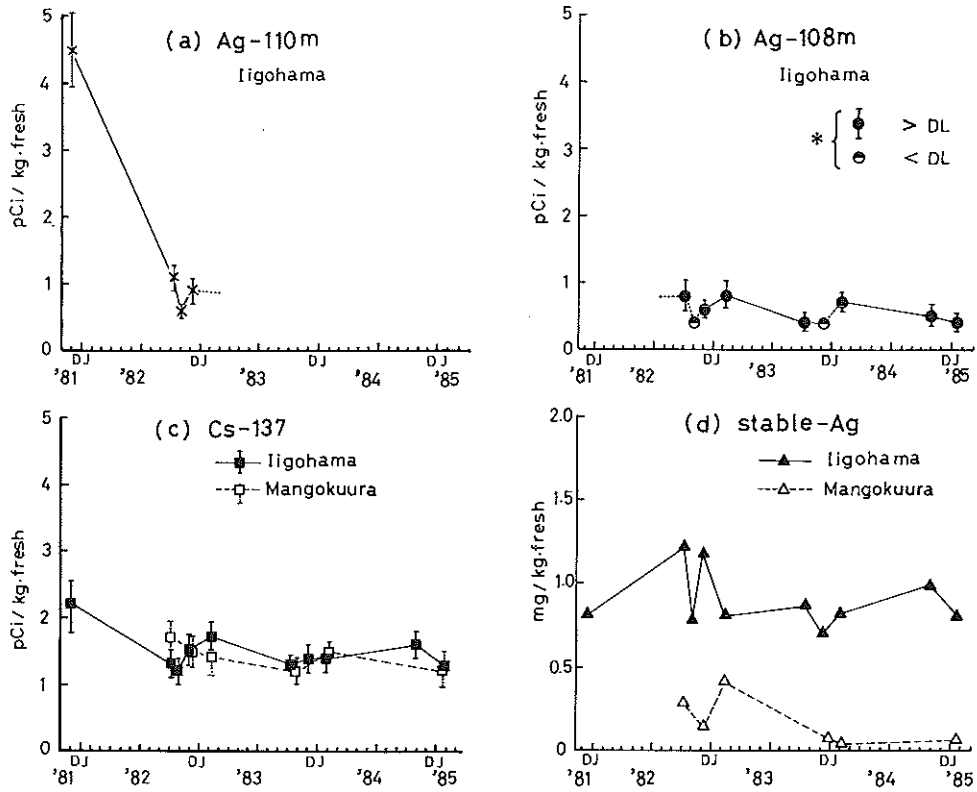 (a) Ag-110m
Iigohama
pCi / kg·fresh
5
4
3
2
1
0
DJ DJ DJ DJ
'81 '82 '83 '84 '85
(b) Ag-108m
Iigohama
* > DL
< DL
pCi / kg·fresh
5
4
3
2
1
0
DJ DJ DJ DJ
'81 '82 '83 '84 '85
(c) Cs-137
Iigohama
Mangokuura
pCi / kg·fresh
5
4
3
2
1
0
DJ DJ DJ DJ
'81 '82 '83 '84 '85
(d) stable-Ag
Iigohama
Mangokuura
mg/kg·fresh
2.0
1.5
1.0
0.5
0
DJ DJ DJ DJ
'81 '82 '83 '84 '85